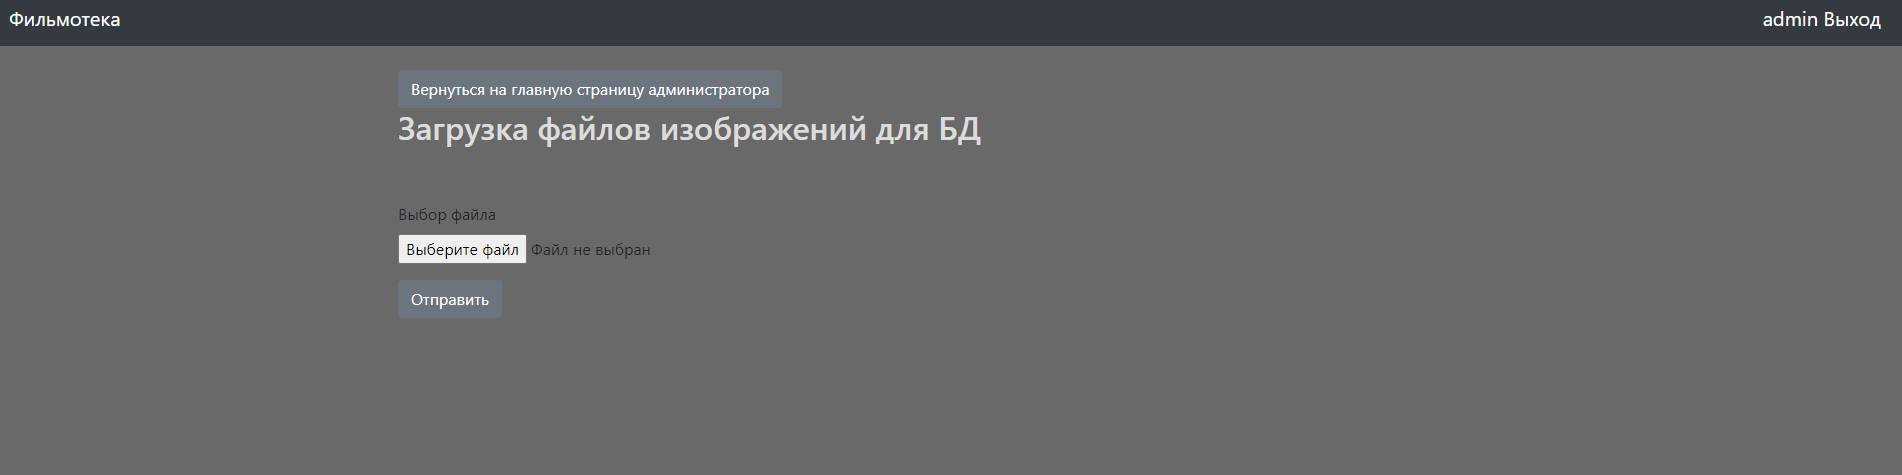 Фильмотека
admin Выход
Вернуться на главную страницу администратора
Загрузка файлов изображений для БД
Выбор файла
Выберите файл Файл не выбран
Отправить